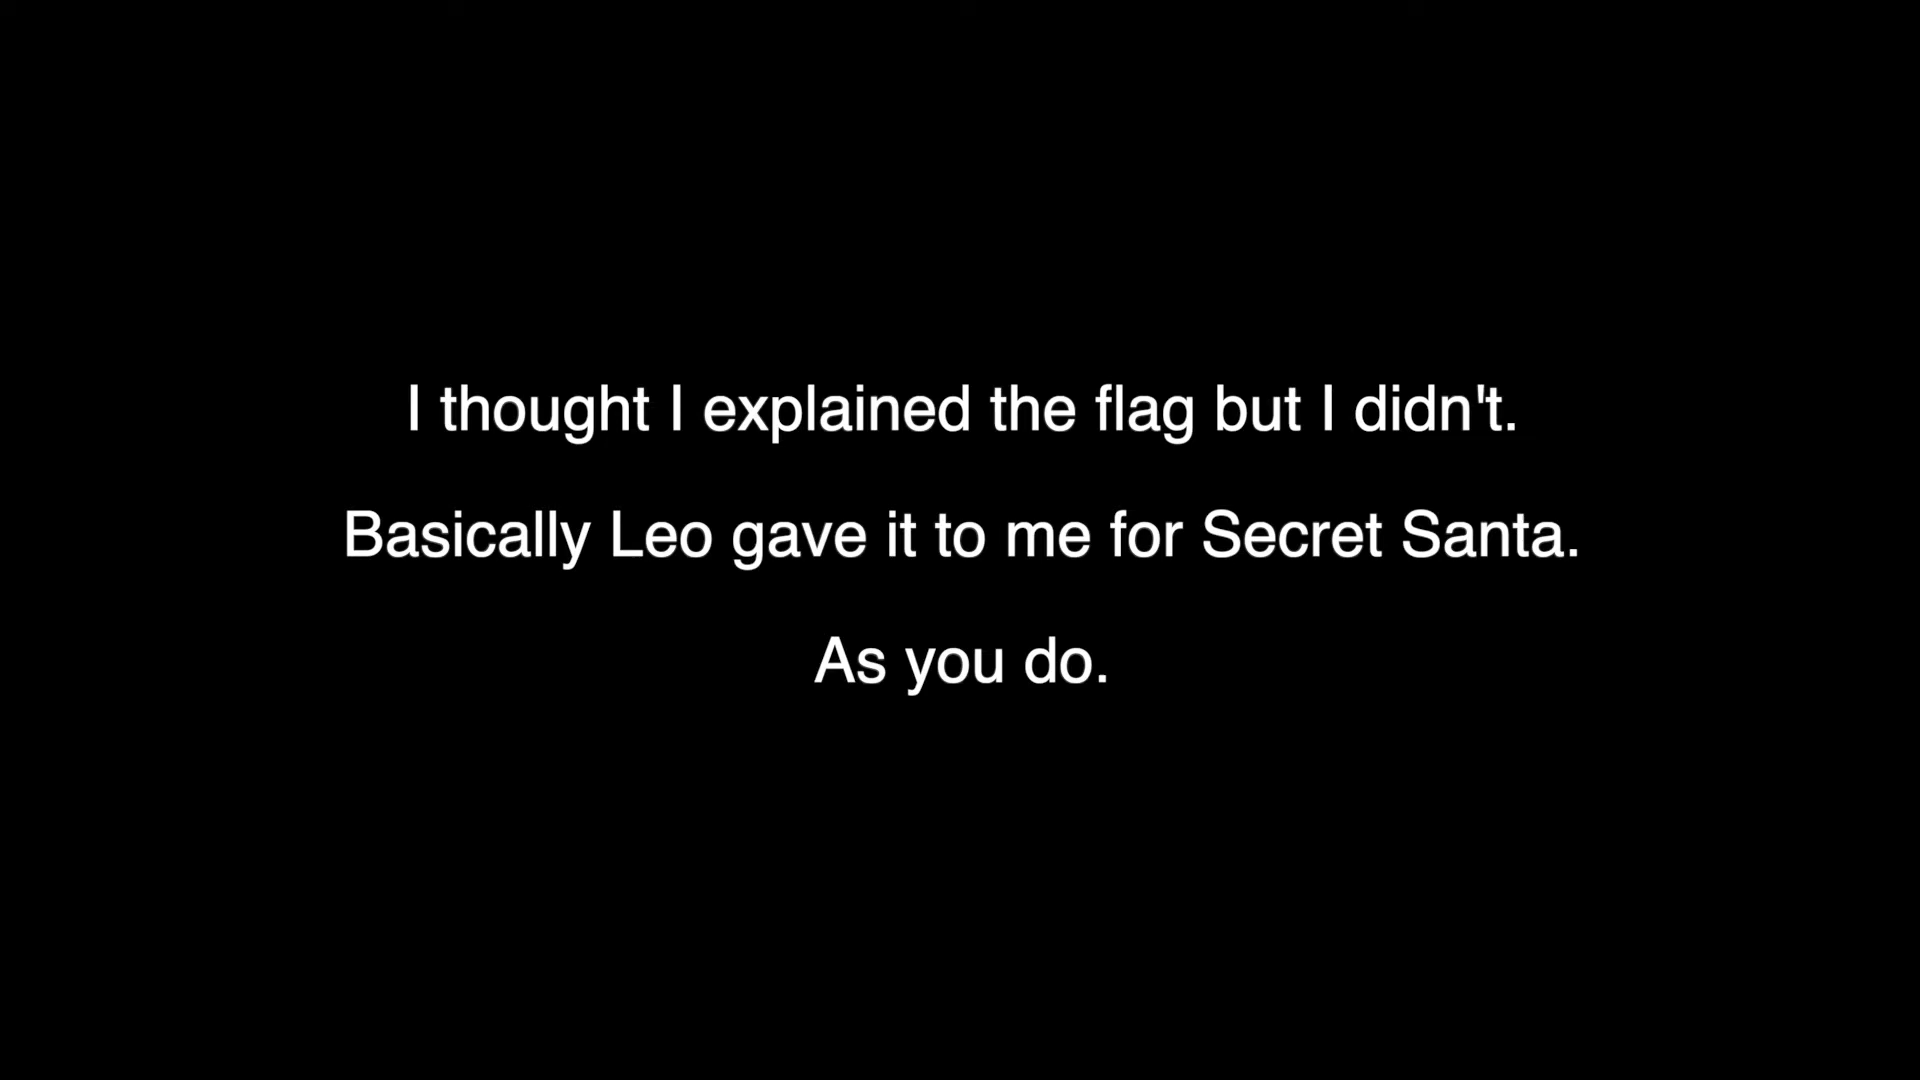 I thought I explained the flag but I didn't.
Basically Leo gave it to me for Secret Santa.
As you do.